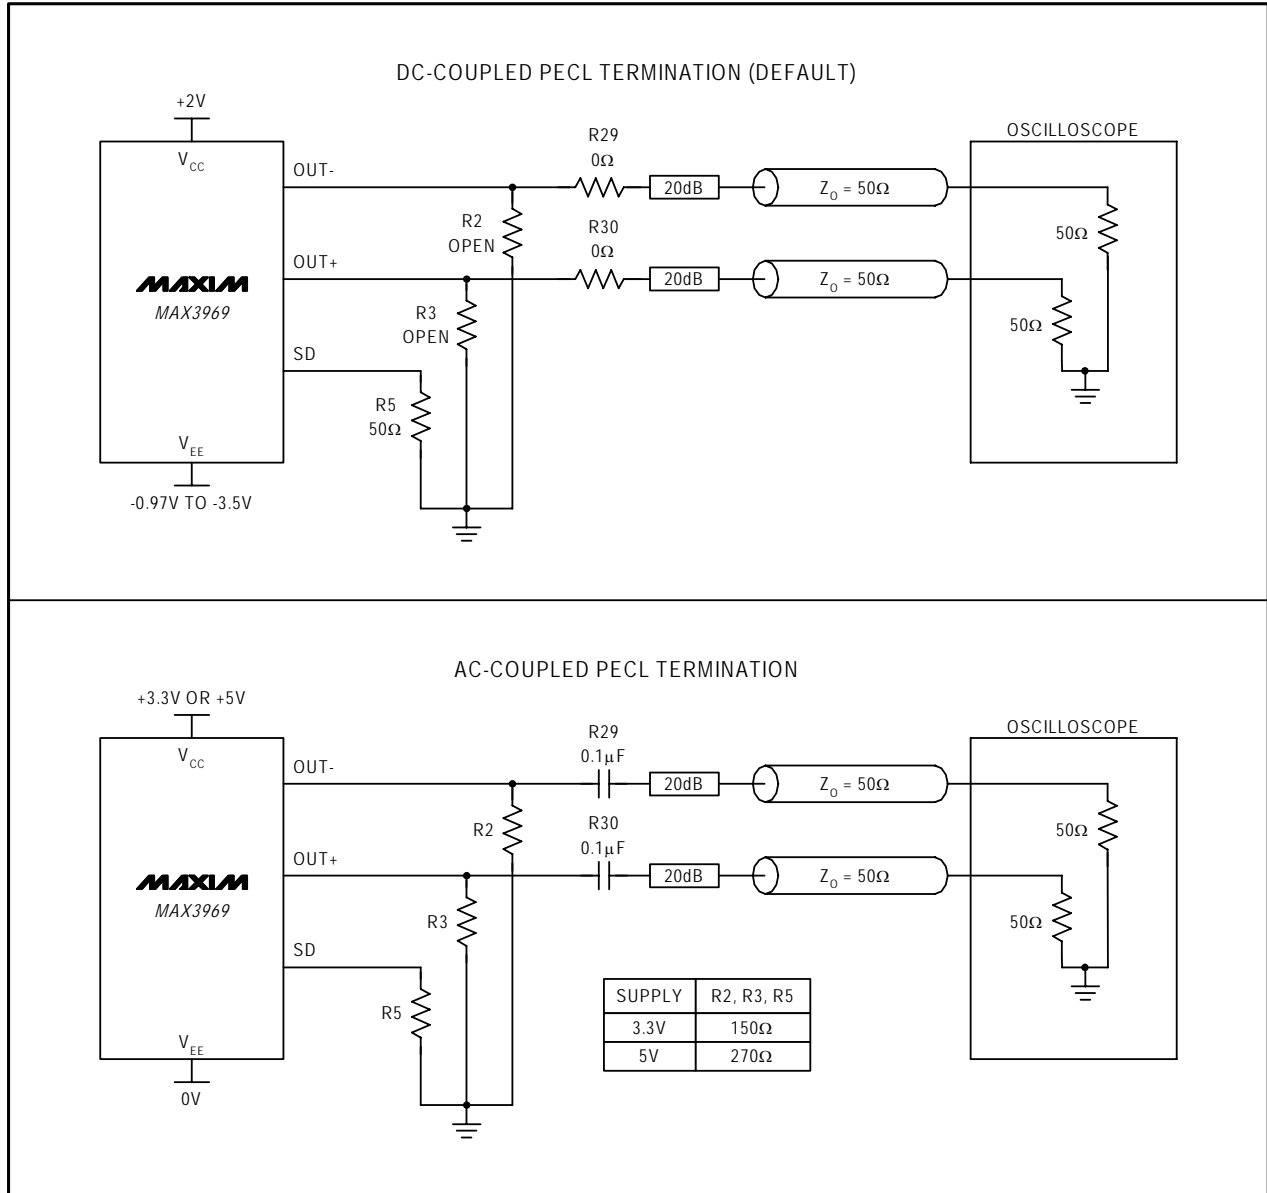 DC-COUPLED PECL TERMINATION (DEFAULT)
+2V
OSCILLOSCOPE
VCC
OUT-
R29
0Ω
20dB
ZO = 50Ω
R2
OPEN
50Ω
OUT+
R30
0Ω
20dB
ZO = 50Ω
MAXIM
MAX3969
R3
OPEN
50Ω
SD
R5
50Ω
VEE
-0.97V TO -3.5V
AC-COUPLED PECL TERMINATION
+3.3V OR +5V
OSCILLOSCOPE
VCC
OUT-
R29
0.1μF
20dB
ZO = 50Ω
R2
50Ω
OUT+
R30
0.1μF
20dB
ZO = 50Ω
MAXIM
MAX3969
R3
50Ω
SD
R5
SUPPLY R2, R3, R5
3.3V 150Ω
5V 270Ω
VEE
0V